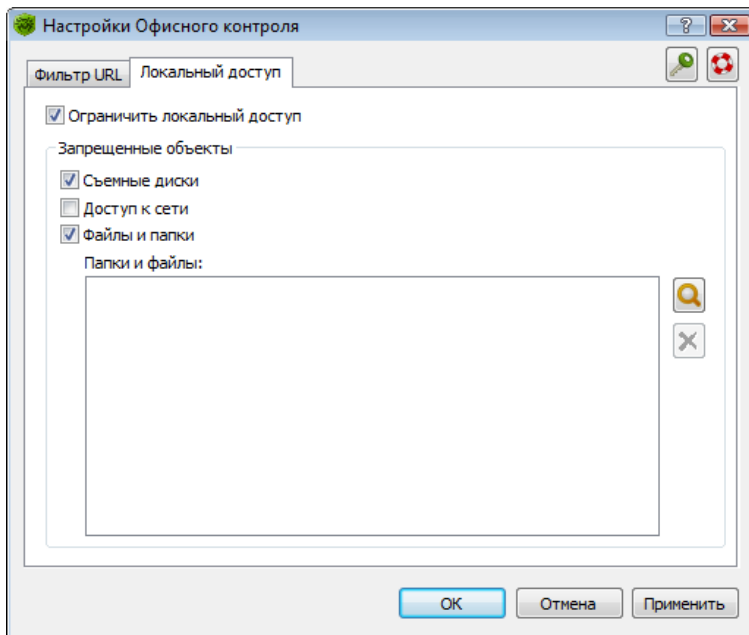 Настройки Офисного контроля
Фильтр URL
Локальный доступ
Ограничить локальный доступ
Запрещенные объекты
Съемные диски
Доступ к сети
Файлы и папки
Папки и файлы:
ОК
Отмена
Применить